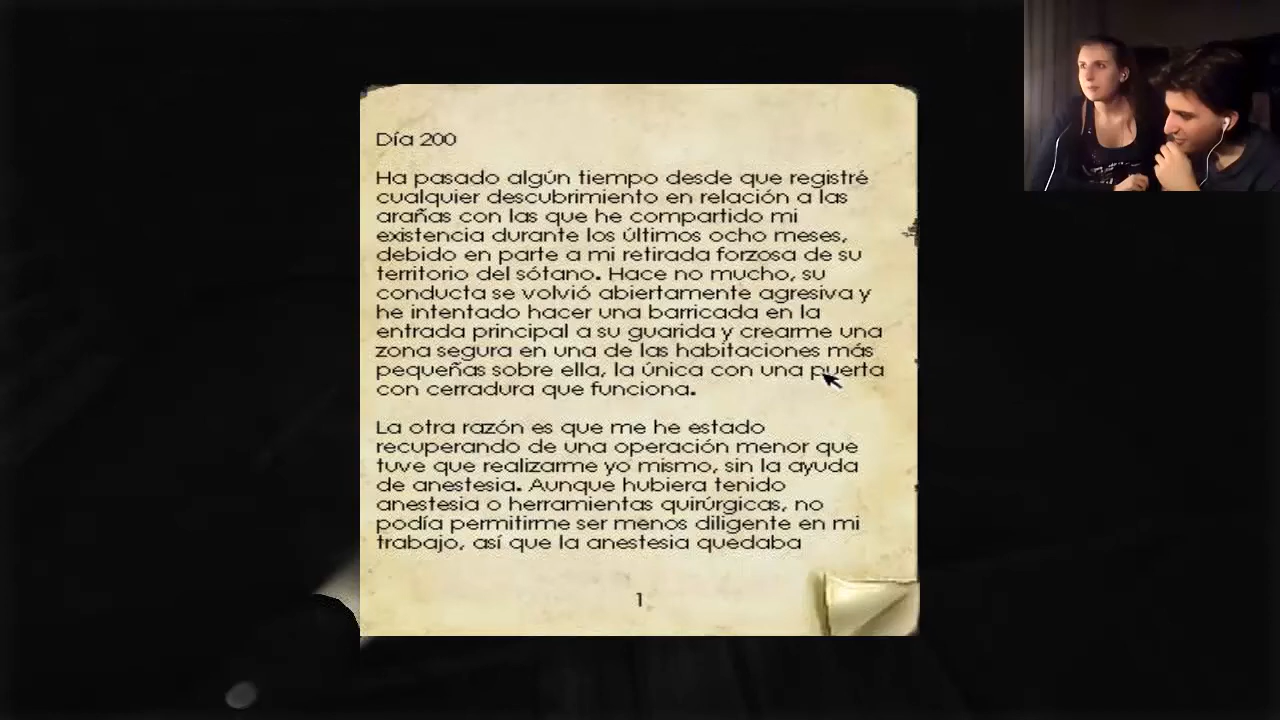 Día 200
Ha pasado algún tiempo desde que registré
cualquier descubrimiento en relación a las
arañas con las que he compartido mi
existencia durante los últimos ocho meses,
debido en parte a mi retirada forzosa de su
territorio del sótano. Hace no mucho, su
conducta se volvió abiertamente agresiva y
he intentado hacer una barricada en la
entrada principal a su guarida y crearme una
zona segura en una de las habitaciones más
pequeñas sobre ella, la única con una puerta
con cerradura que funciona.
La otra razón es que me he estado
recuperando de una operación menor que
tuve que realizarme yo mismo, sin la ayuda
de anestesia. Aunque hubiera tenido
anestesia o herramientas quirúrgicas, no
podía permitirme ser menos diligente en mi
trabajo, así que la anestesia quedaba
1